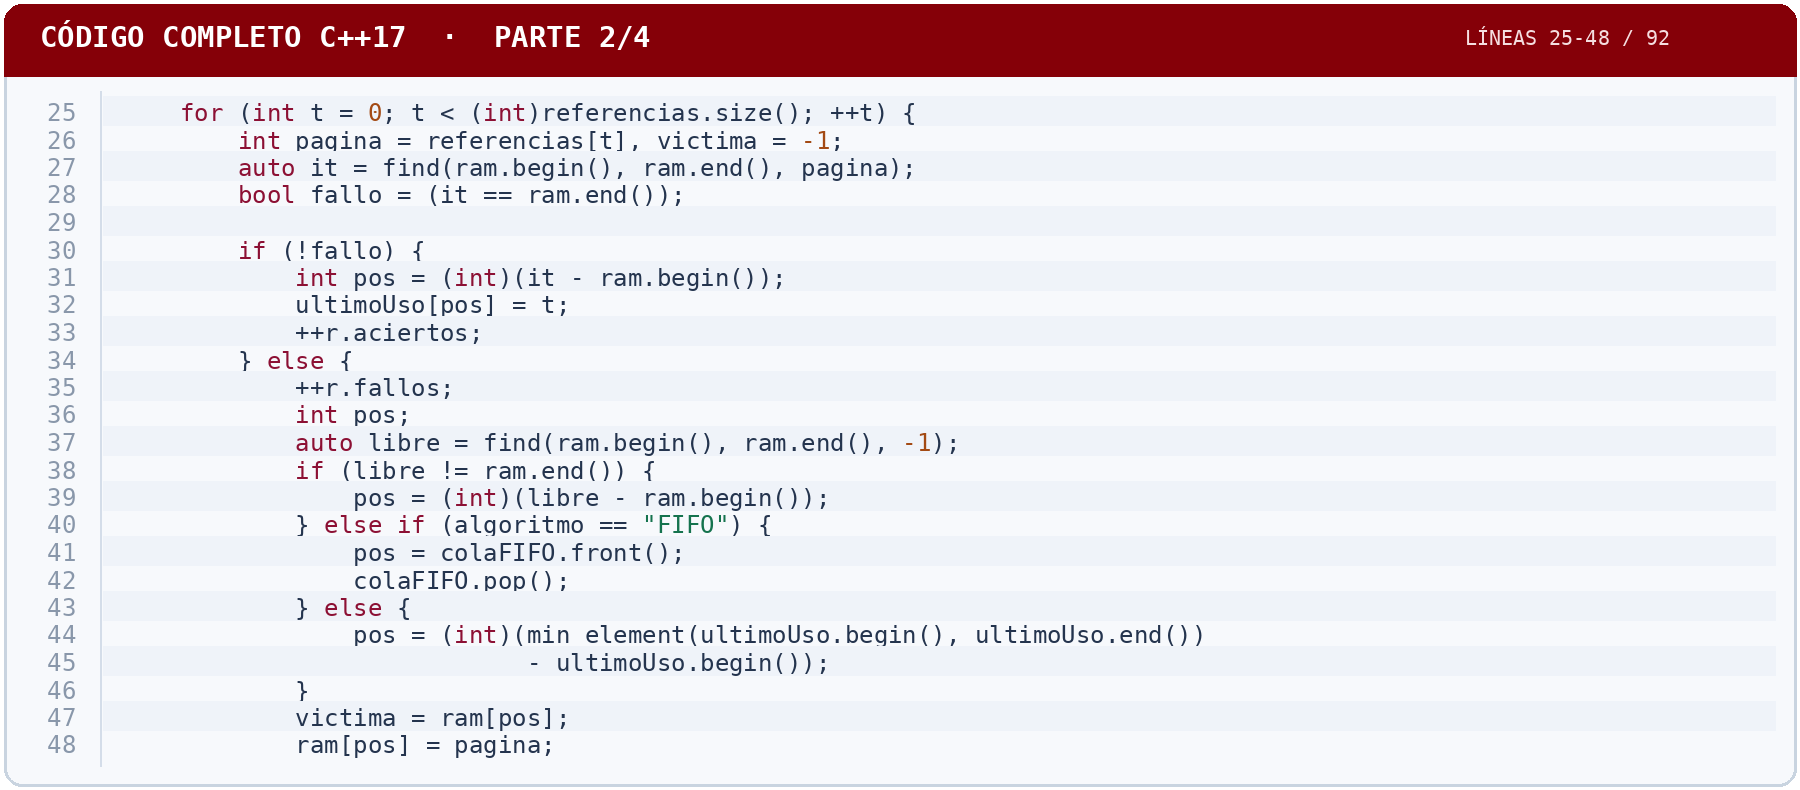 CÓDIGO COMPLETO C++17 · PARTE 2/4
LÍNEAS 25-48 / 92
25 for (int t = 0; t < (int)referencias.size(); ++t) {
26 int pagina = referencias[t], victima = -1;
27 auto it = find(ram.begin(), ram.end(), pagina);
28 bool fallo = (it == ram.end());
29
30 if (!fallo) {
31 int pos = (int)(it - ram.begin());
32 ultimoUso[pos] = t;
33 ++r.aciertos;
34 } else {
35 ++r.fallos;
36 int pos;
37 auto libre = find(ram.begin(), ram.end(), -1);
38 if (libre != ram.end()) {
39 pos = (int)(libre - ram.begin());
40 } else if (algoritmo == "FIFO") {
41 pos = colaFIFO.front();
42 colaFIFO.pop();
43 } else {
44 pos = (int)(min_element(ultimoUso.begin(), ultimoUso.end())
45 - ultimoUso.begin());
46 }
47 victima = ram[pos];
48 ram[pos] = pagina;